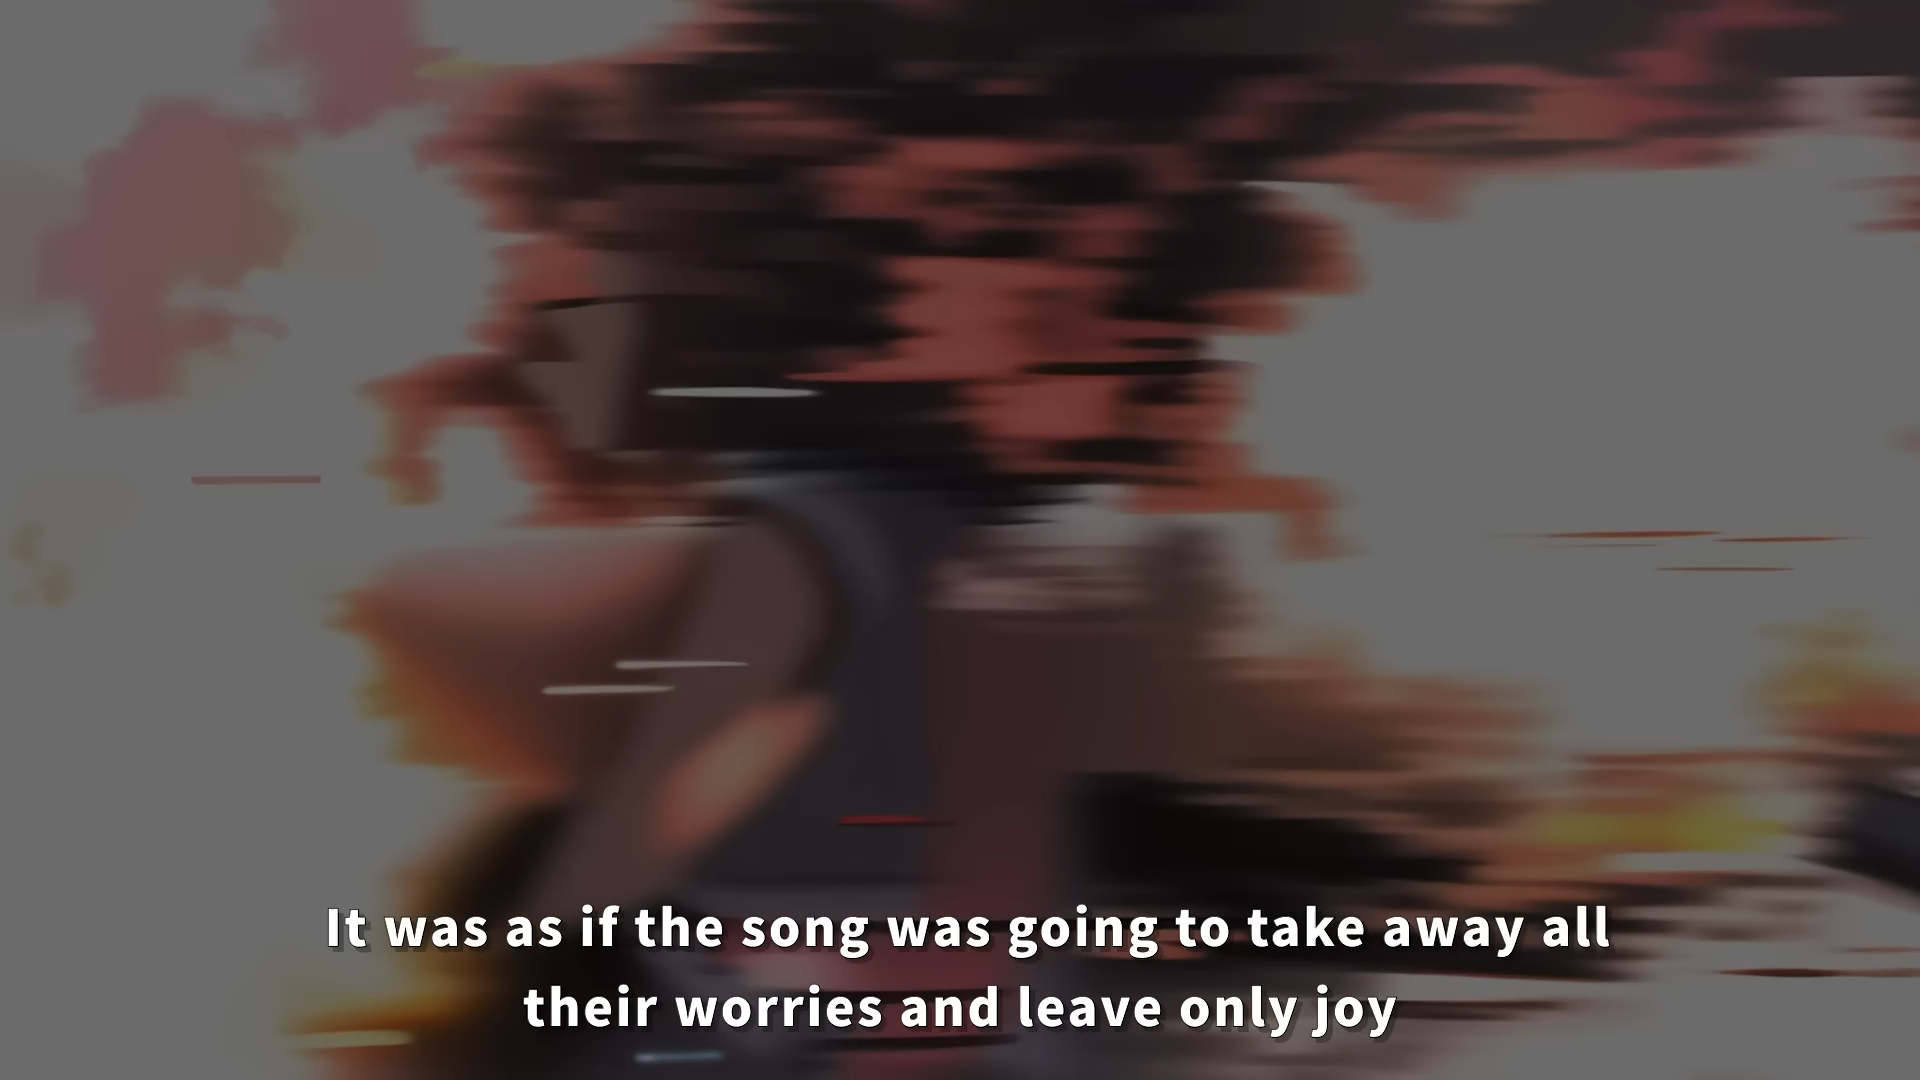 It was as if the song was going to take away all
their worries and leave only joy